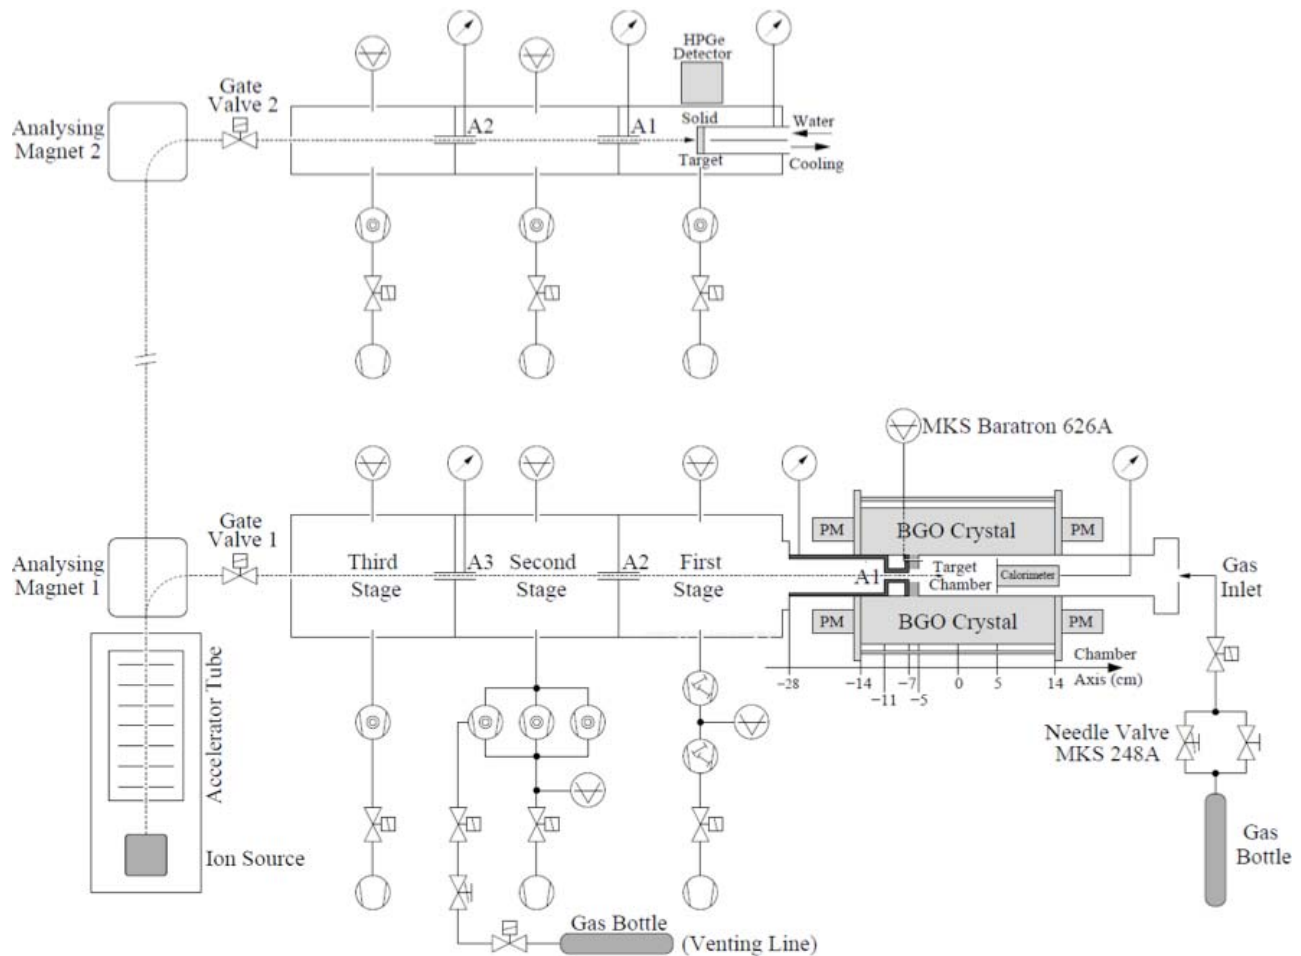 HPGe
Detector
Gate
Valve 2
Analysing
Magnet 2
A2
A1
Solid
Target
Water
Cooling
MKS Baratron 626A
Gate
Valve 1
Analysing
Magnet 1
Third
Stage
A3
Second
Stage
A2
First
Stage
PM
BGO Crystal
PM
A1
Target
Chamber
Calorimeter
Gas
Inlet
PM
BGO Crystal
PM
Chamber
Axis (cm)
−28
−14
−11
−7
−5
0
5
14
Accelerator Tube
Needle Valve
MKS 248A
Ion Source
Gas
Bottle
Gas Bottle
(Venting Line)